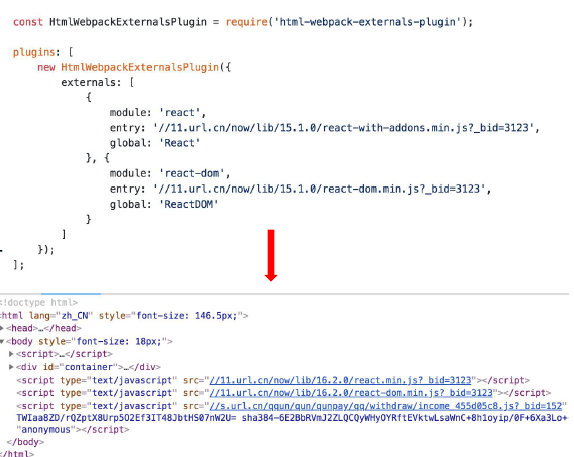 const HtmlWebpackExternalsPlugin = require('html-webpack-externals-plugin');
plugins: [
new HtmlWebpackExternalsPlugin({
externals: [
{
module: 'react',
entry: '//11.url.cn/now/lib/15.1.0/react-with-addons.min.js?_bid=3123',
global: 'React'
}, {
module: 'react-dom',
entry: '//11.url.cn/now/lib/15.1.0/react-dom.min.js?_bid=3123',
global: 'ReactDOM'
}
]
});
];
<!doctype html>
<html lang="zh_CN" style="font-size: 146.5px;">
<head>…</head>
<body style="font-size: 18px;">
<script>…</script>
<div id="container">…</div>
<script type="text/javascript" src="//11.url.cn/now/lib/16.2.0/react.min.js?_bid=3123"></script>
<script type="text/javascript" src="//11.url.cn/now/lib/16.2.0/react-dom.min.js?_bid=3123"></script>
<script type="text/javascript" src="//s.url.cn/qqun/qun/qunpay/qq/withdraw/income_455d05c8.js?_bid=152"
TWIaa8ZD/rQZptX8Urrp5O2Ef3IT48JbtHS07nW2U= sha384-6E2BbRVmJ2ZLQCQyWHyOYRftEVktwLsaWnC+8h1oyip/0F+6Xa3Lo+
"anonymous"></script>
</body>
</html>